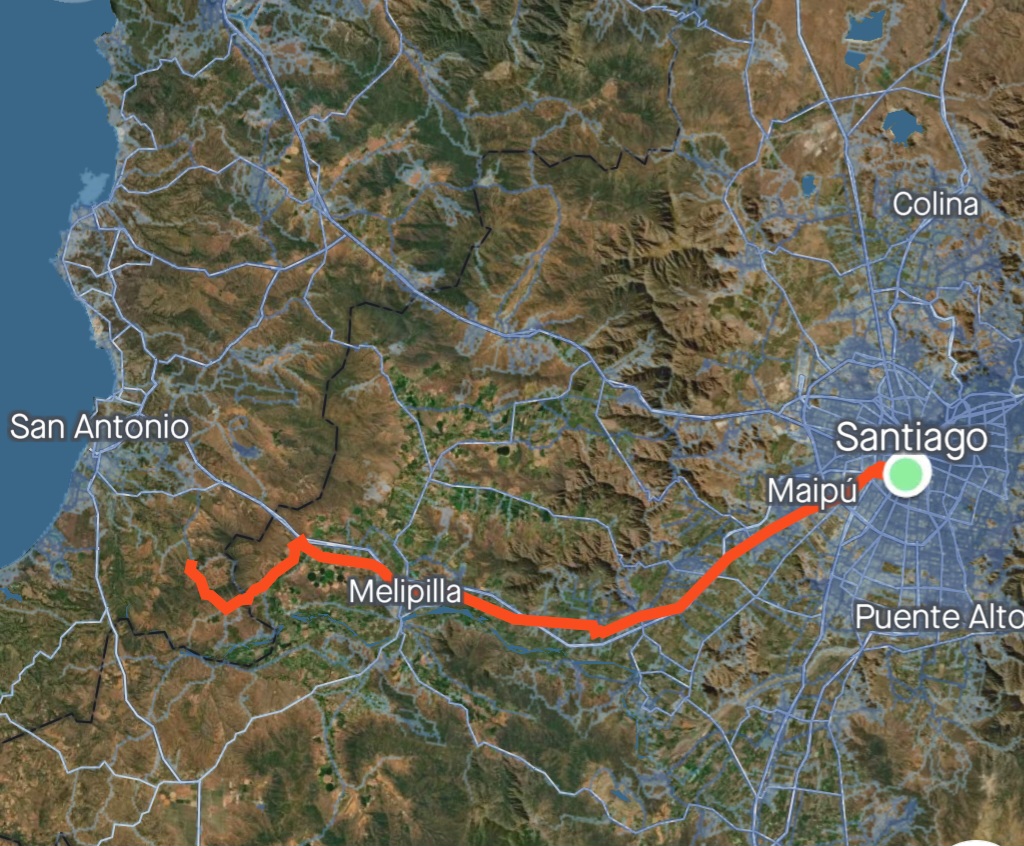 Colina
San Antonio
Santiago
Maipú
Melipilla
Puente Alto